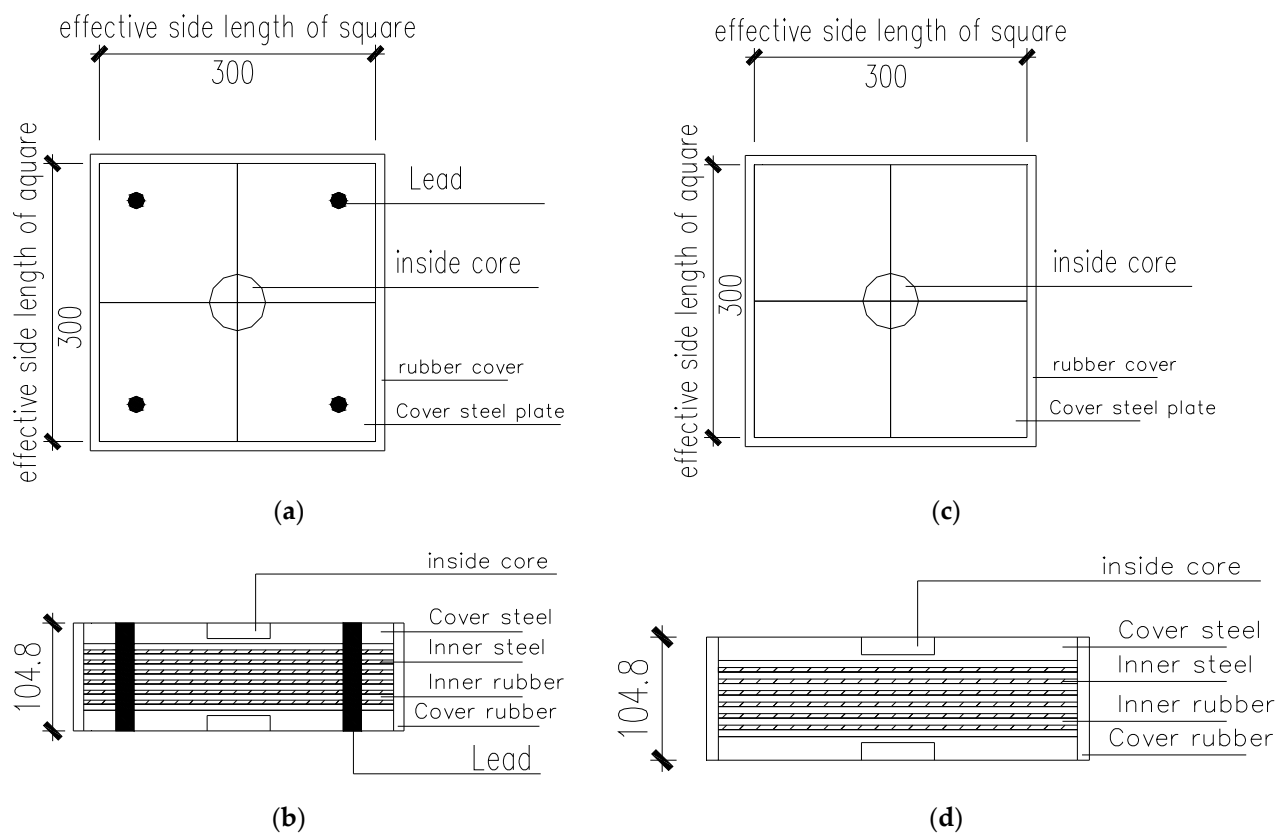 effective side length of square
300
effective side length of aquare
300
Lead
inside core
rubber cover
Cover steel plate
(a)
effective side length of square
300
effective side length of aquare
300
inside core
rubber cover
Cover steel plate
(c)
inside core
Cover steel
Inner steel
Inner rubber
Cover rubber
Lead
104.8
(b)
inside core
Cover steel
Inner steel
Inner rubber
Cover rubber
104.8
(d)